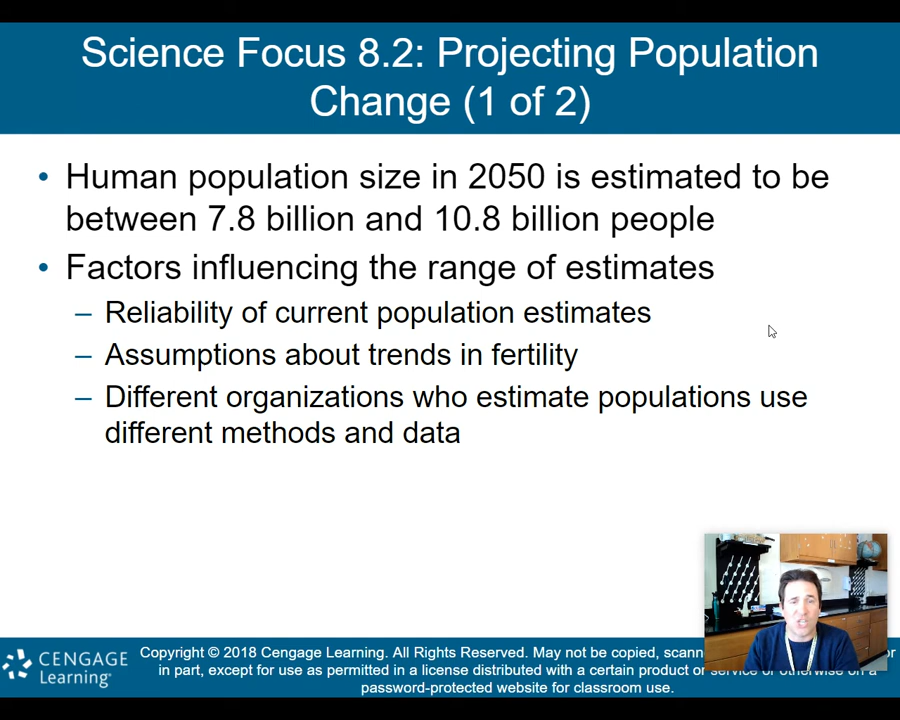 Science Focus 8.2: Projecting Population
Change (1 of 2)
• Human population size in 2050 is estimated to be
between 7.8 billion and 10.8 billion people
• Factors influencing the range of estimates
– Reliability of current population estimates
– Assumptions about trends in fertility
– Different organizations who estimate populations use
different methods and data
CENGAGE
Learning™
Copyright © 2018 Cengage Learning. All Rights Reserved. May not be copied, or
in part, except for use as permitted in a license distributed with a certain product or service or otherwise on a
password-protected website for classroom use.